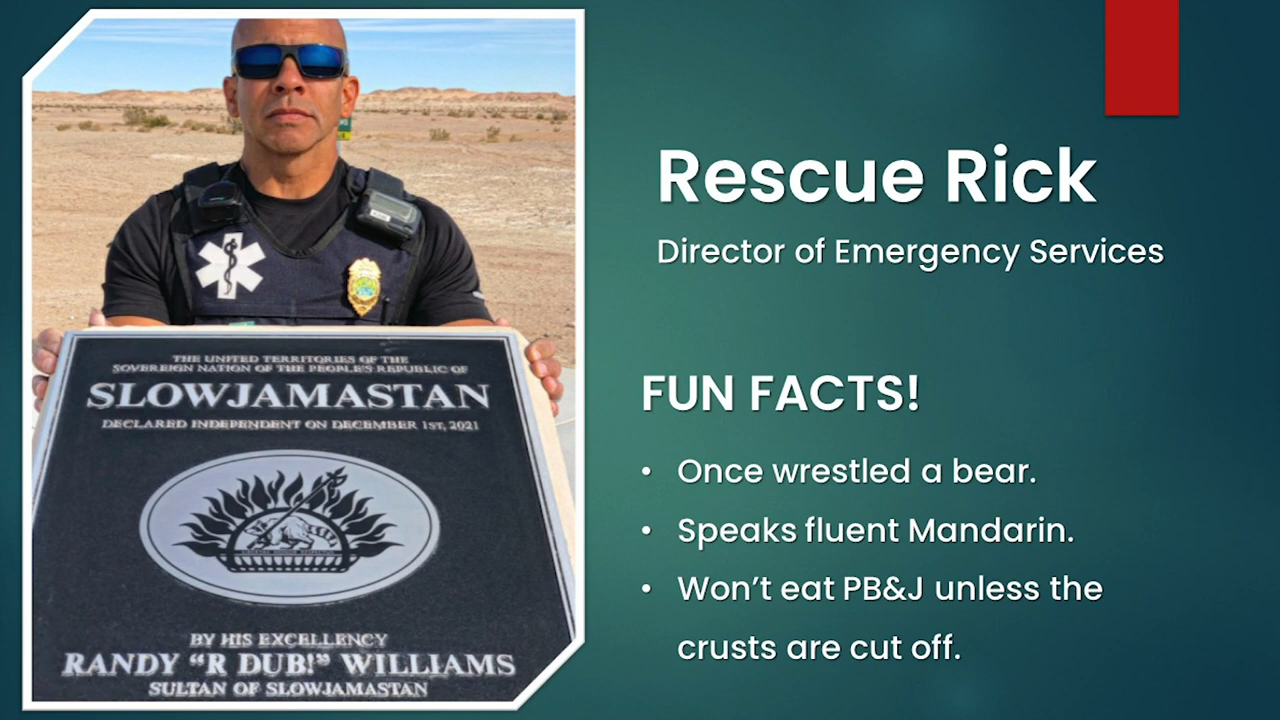 THE UNITED TERRITORIES OF THE
SOVEREIGN NATION OF THE PEOPLE'S REPUBLIC OF
SLOWJAMASTAN
DECLARED INDEPENDENT ON DECEMBER 1ST, 2021
BY HIS EXCELLENCY
RANDY “R DUB!” WILLIAMS
SULTAN OF SLOWJAMASTAN
Rescue Rick
Director of Emergency Services
FUN FACTS!
• Once wrestled a bear.
• Speaks fluent Mandarin.
• Won’t eat PB&J unless the
crusts are cut off.